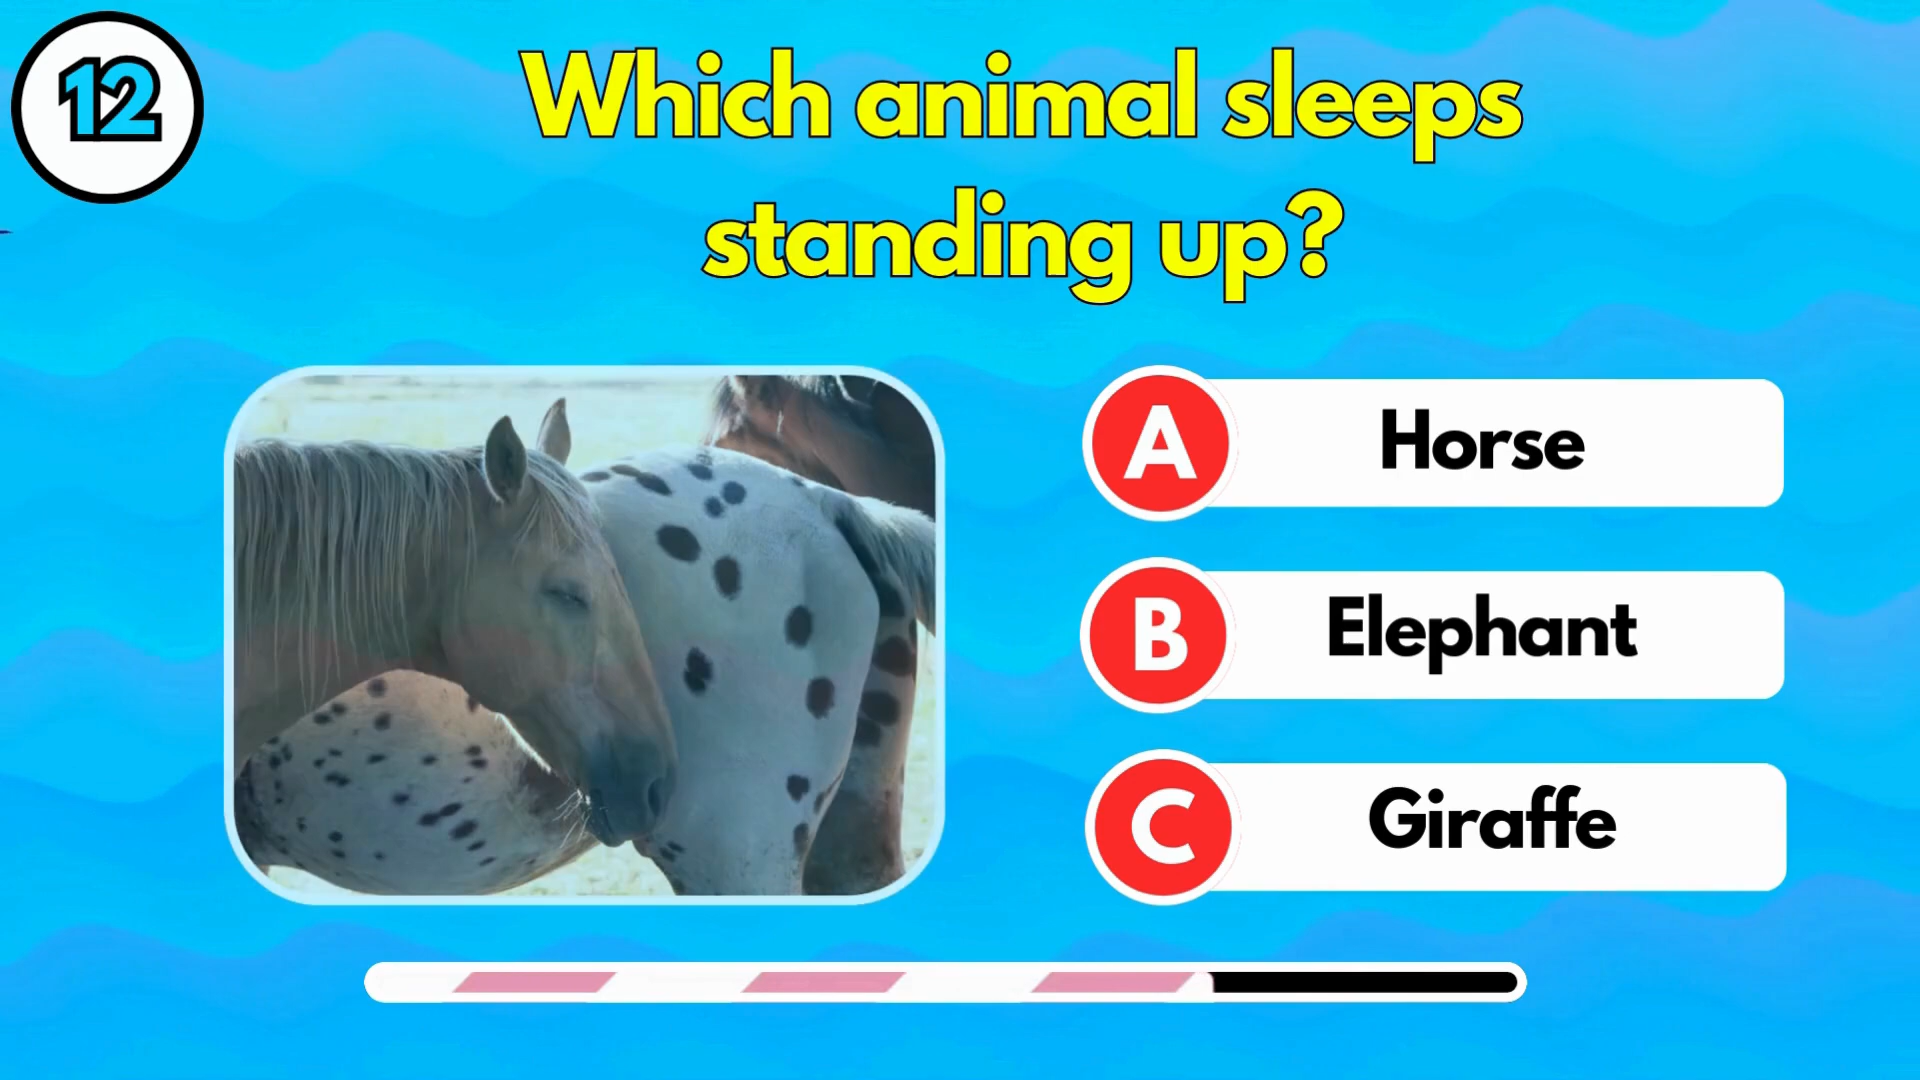 12
Which animal sleeps
standing up?
A Horse
B Elephant
C Giraffe